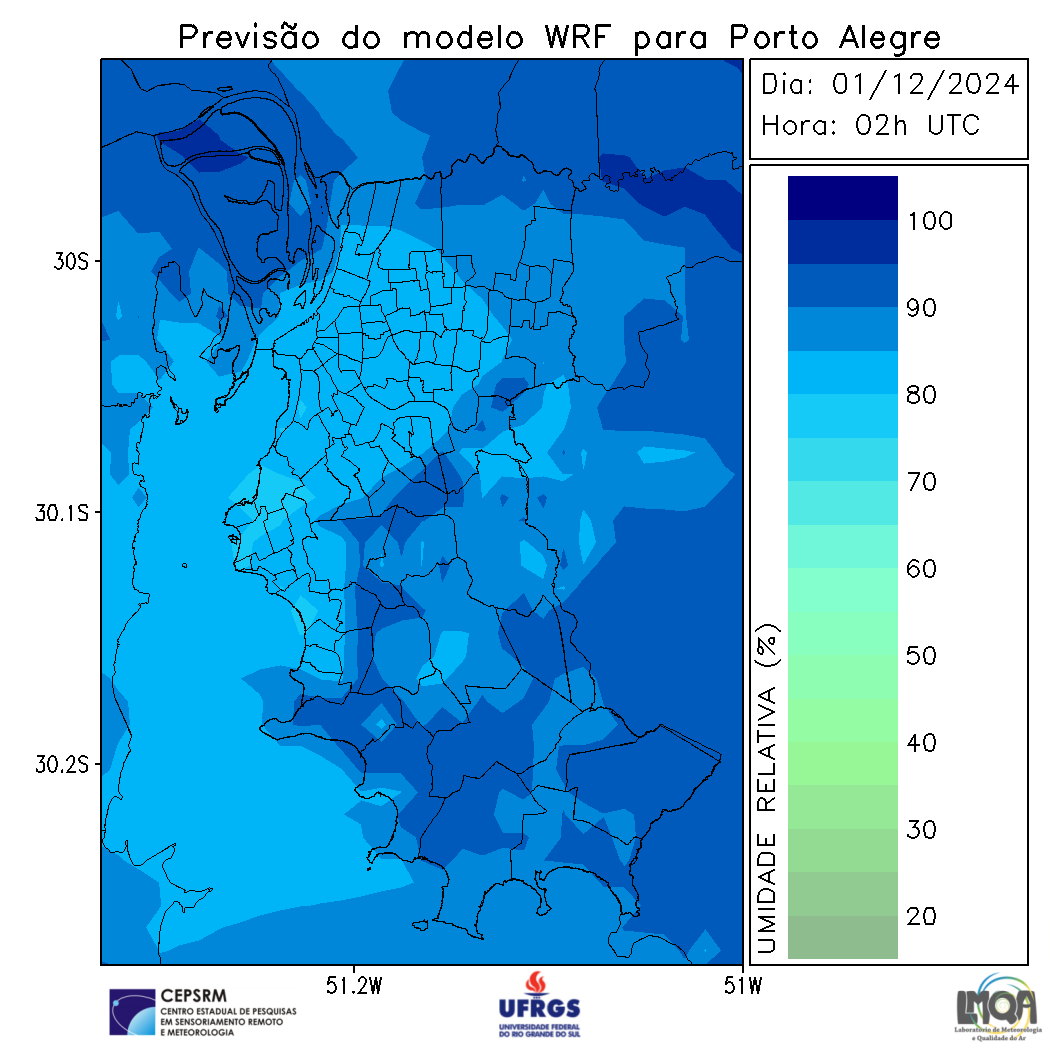 Previsão do modelo WRF para Porto Alegre
Dia: 01/12/2024
Hora: 02h UTC
100
90
80
70
60
50
40
30
20
UMIDADE RELATIVA (%)
30S
30.1S
30.2S
51.2W
51W
CEPSRM
CENTRO ESTADUAL DE PESQUISAS
EM SENSORIAMENTO REMOTO
E METEOROLOGIA
UFRGS
UNIVERSIDADE FEDERAL
DO RIO GRANDE DO SUL
LMQA
Laboratório de Meteorologia
e Qualidade do Ar